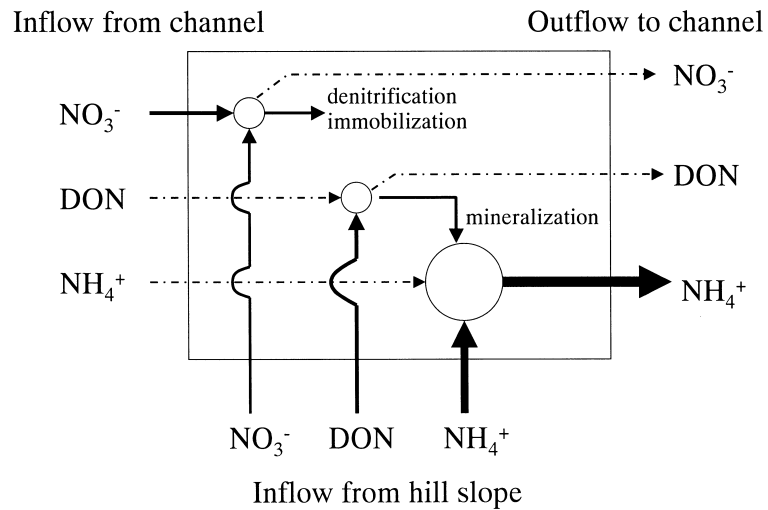 Inflow from channel
Outflow to channel
NO₃⁻
denitrification
immobilization
NO₃⁻
DON
DON
mineralization
NH₄⁺
NH₄⁺
NO₃⁻ DON NH₄⁺
Inflow from hill slope